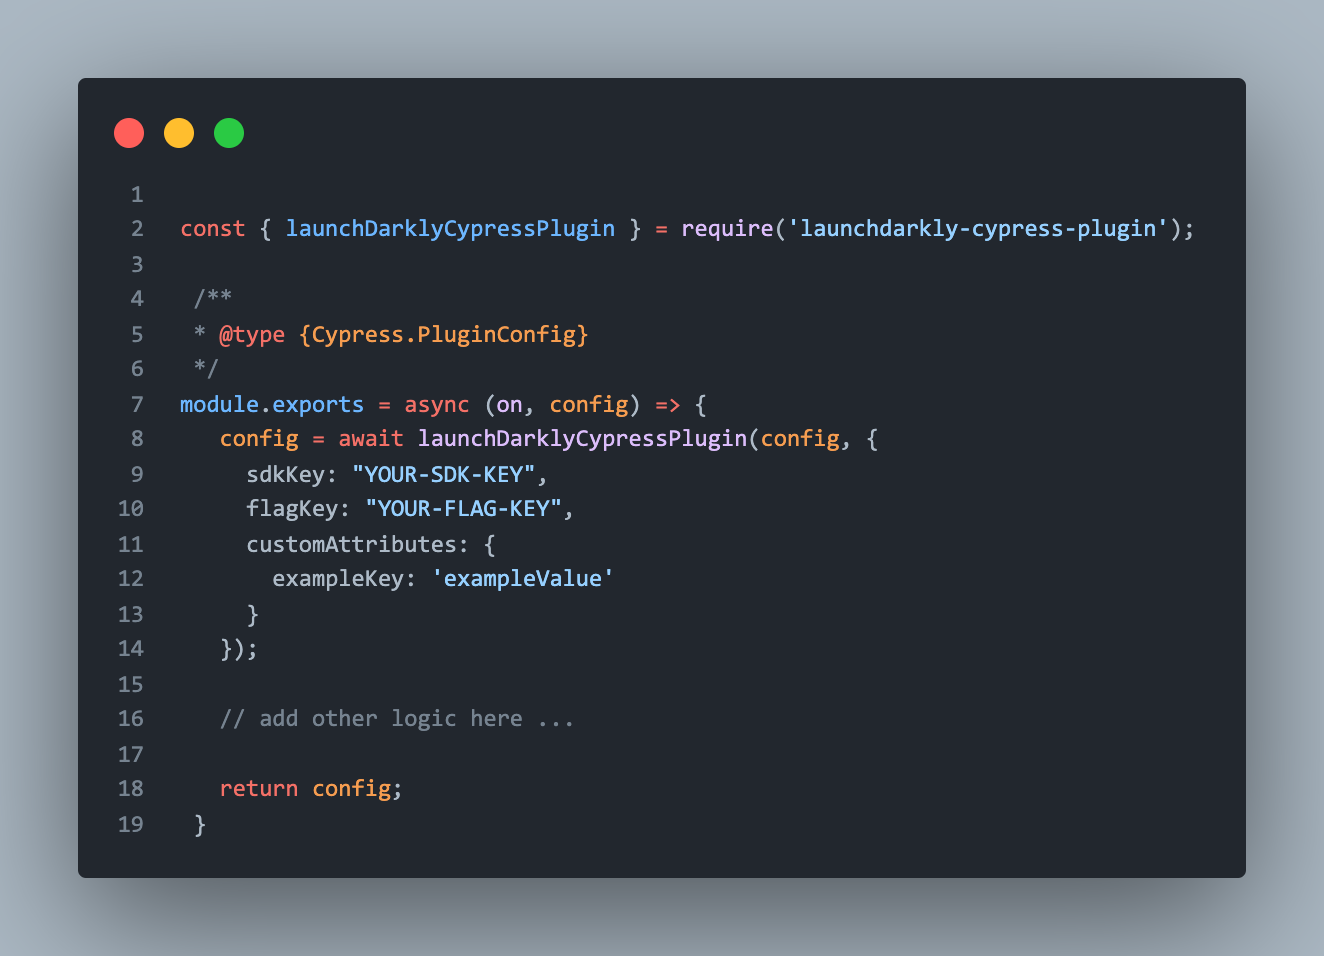 1
2 const { launchDarklyCypressPlugin } = require('launchdarkly-cypress-plugin');
3
4 /**
5 * @type {Cypress.PluginConfig}
6 */
7 module.exports = async (on, config) => {
8 config = await launchDarklyCypressPlugin(config, {
9 sdkKey: "YOUR-SDK-KEY",
10 flagKey: "YOUR-FLAG-KEY",
11 customAttributes: {
12 exampleKey: 'exampleValue'
13 }
14 });
15
16 // add other logic here ...
17
18 return config;
19 }